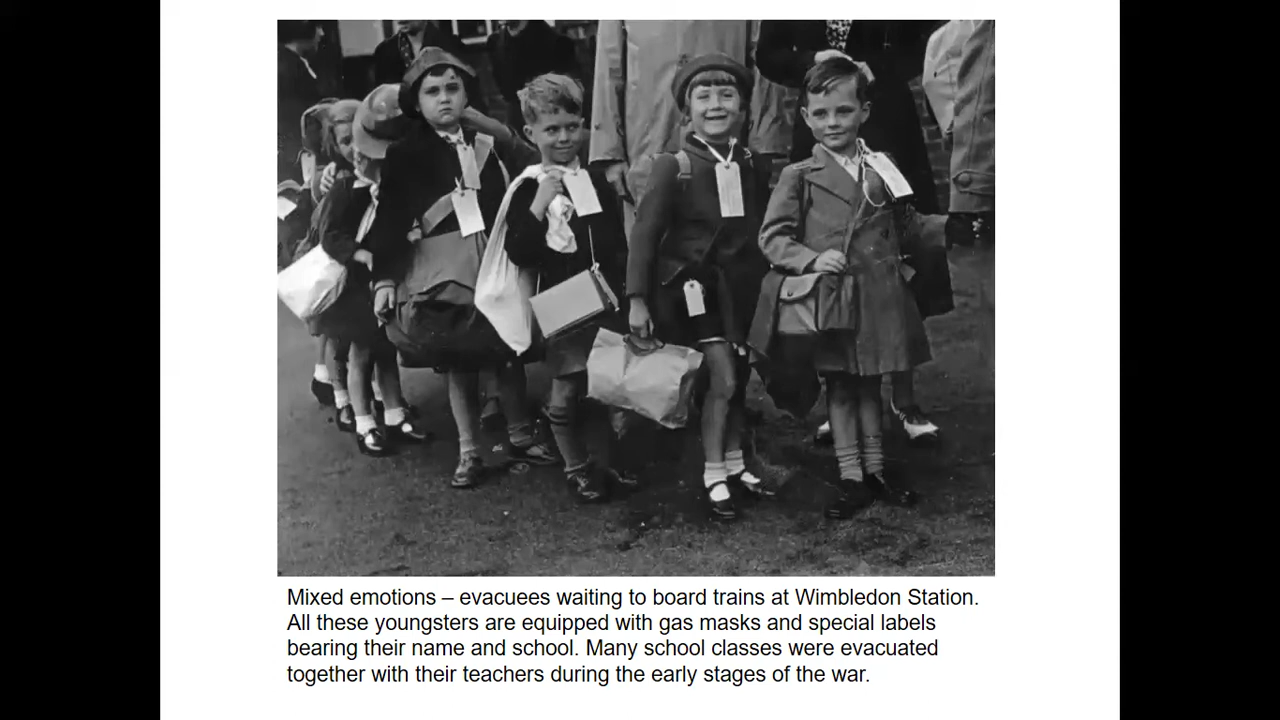 Mixed emotions – evacuees waiting to board trains at Wimbledon Station.
All these youngsters are equipped with gas masks and special labels
bearing their name and school. Many school classes were evacuated
together with their teachers during the early stages of the war.